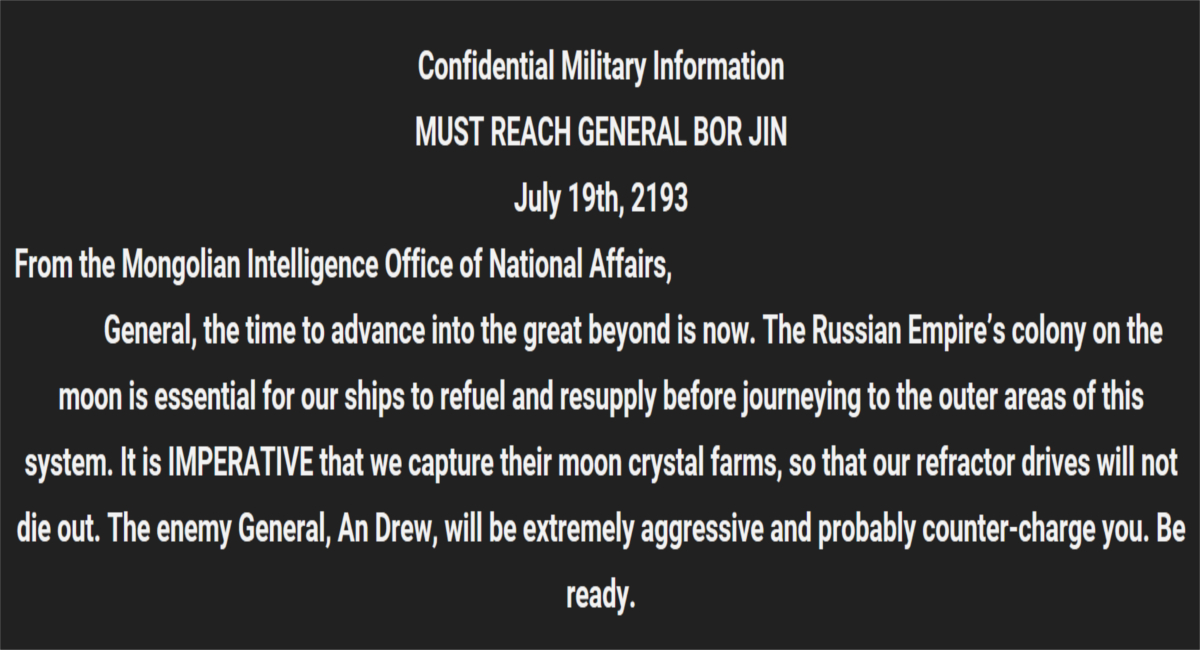 Confidential Military Information
MUST REACH GENERAL BOR JIN
July 19th, 2193
From the Mongolian Intelligence Office of National Affairs,
General, the time to advance into the great beyond is now. The Russian Empire’s colony on the
moon is essential for our ships to refuel and resupply before journeying to the outer areas of this
system. It is IMPERATIVE that we capture their moon crystal farms, so that our refractor drives will not
die out. The enemy General, An Drew, will be extremely aggressive and probably counter-charge you. Be
ready.